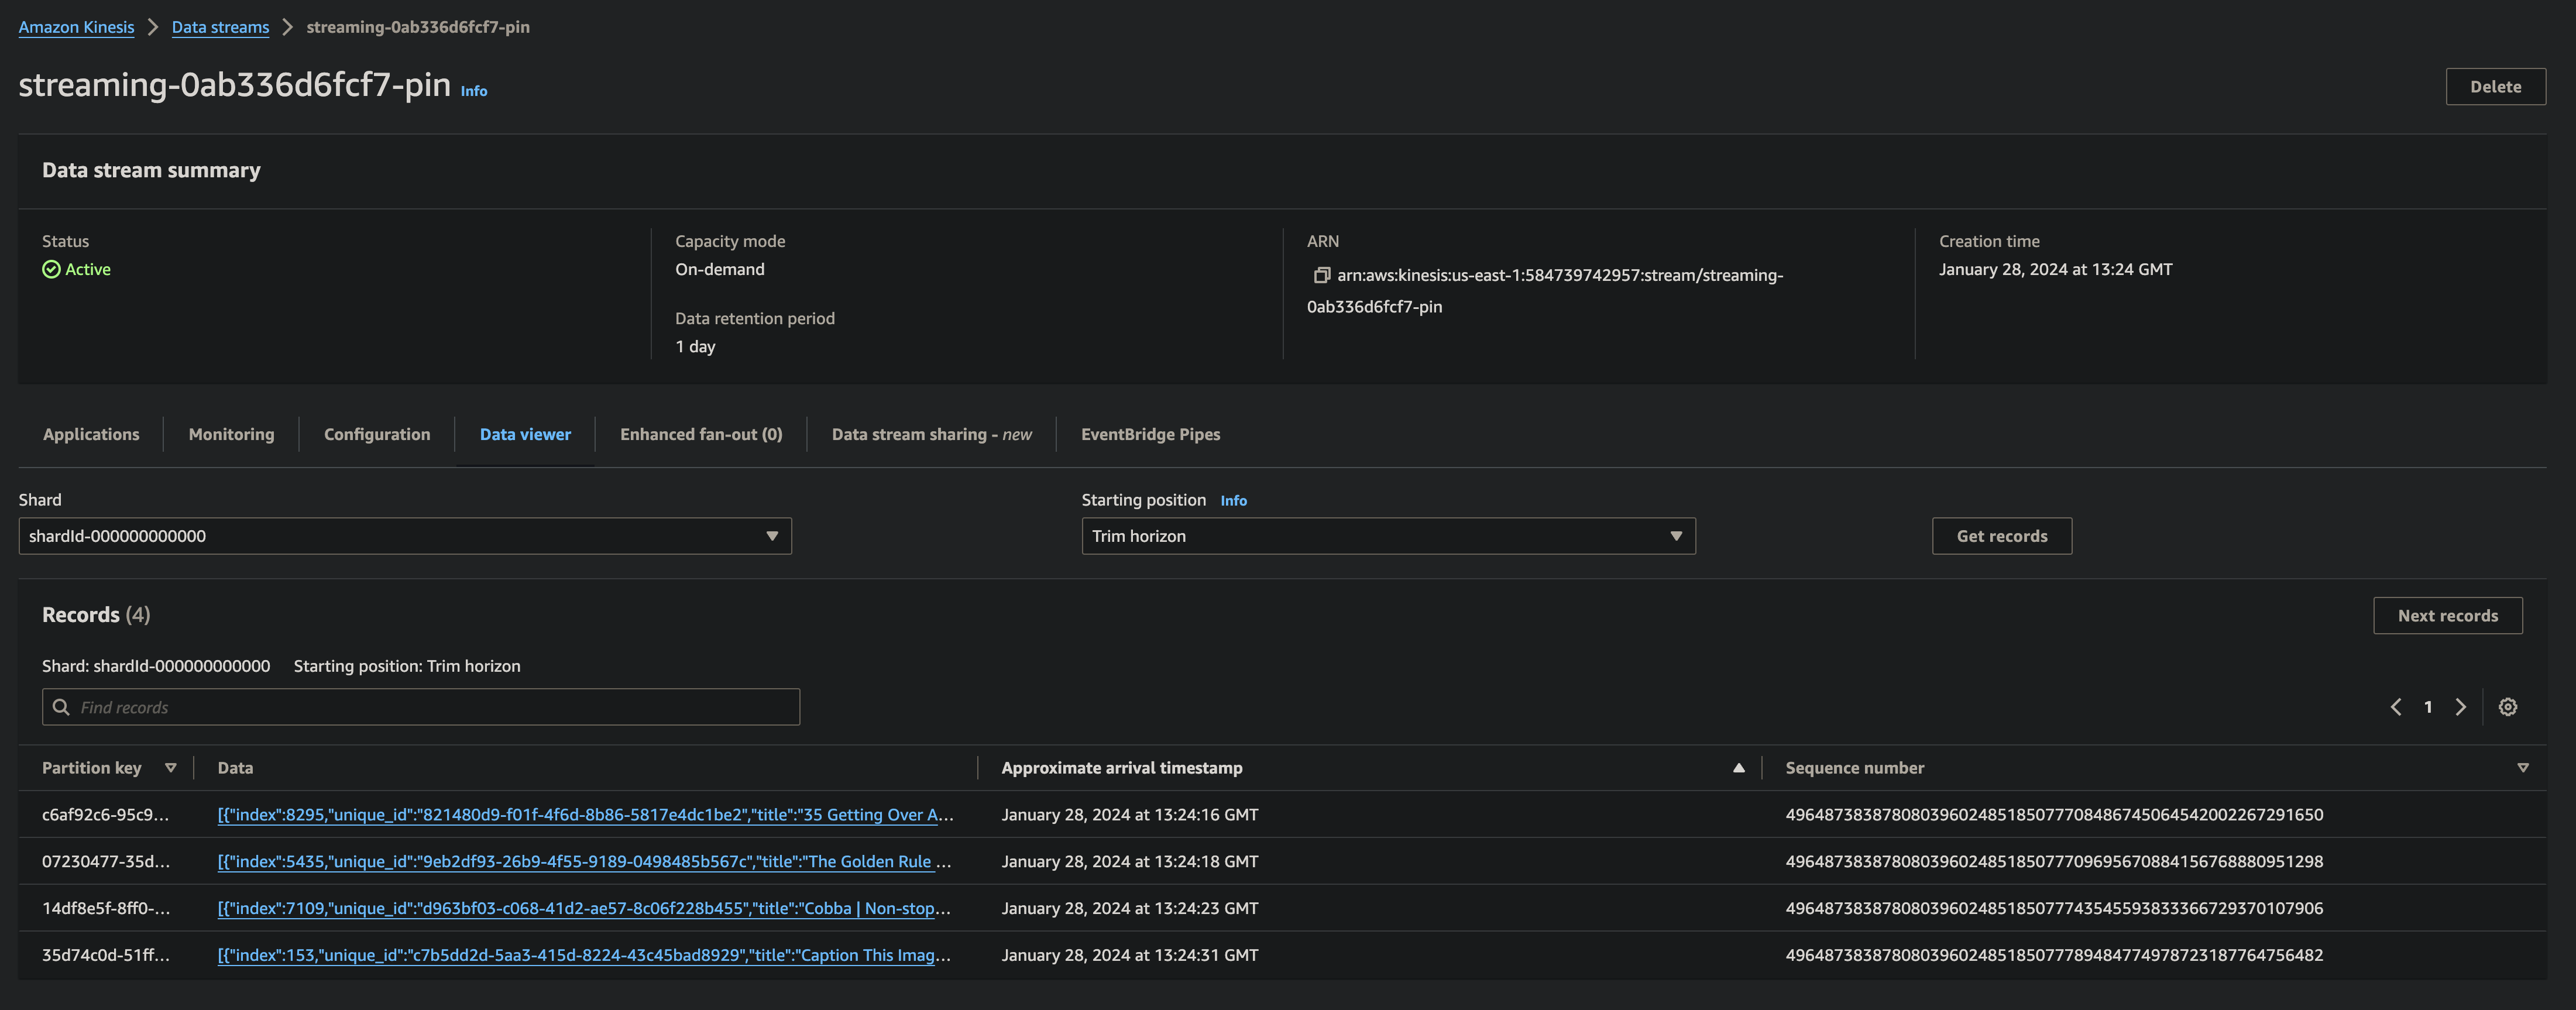 Amazon Kinesis > Data streams > streaming-0ab336d6fcf7-pin
streaming-0ab336d6fcf7-pin Info
Delete
Data stream summary
Status
Active
Capacity mode
On-demand
Data retention period
1 day
ARN
arn:aws:kinesis:us-east-1:584739742957:stream/streaming-
0ab336d6fcf7-pin
Creation time
January 28, 2024 at 13:24 GMT
Applications Monitoring Configuration Data viewer Enhanced fan-out (0) Data stream sharing - new EventBridge Pipes
Shard
shardId-000000000000
Starting position Info
Trim horizon
Get records
Records (4)
Next records
Shard: shardId-000000000000 Starting position: Trim horizon
Find records
1
Partition key Data Approximate arrival timestamp Sequence number
c6af92c6-95c9... [{"index":8295,"unique_id":"821480d9-f01f-4f6d-8b86-5817e4dc1be2","title":"35 Getting Over A... January 28, 2024 at 13:24:16 GMT 49648738387808039602485185077708486745064542002267291650
07230477-35d... [{"index":5435,"unique_id":"9eb2df93-26b9-4f55-9189-0498485b567c","title":"The Golden Rule ... January 28, 2024 at 13:24:18 GMT 49648738387808039602485185077709695670884156768880951298
14df8e5f-8ff0-... [{"index":7109,"unique_id":"d963bf03-c068-41d2-ae57-8c06f228b455","title":"Cobba | Non-stop... January 28, 2024 at 13:24:23 GMT 49648738387808039602485185077743545593833366729370107906
35d74c0d-51ff... [{"index":153,"unique_id":"c7b5dd2d-5aa3-415d-8224-43c45bad8929","title":"Caption This Imag... January 28, 2024 at 13:24:31 GMT 49648738387808039602485185077789484774978723187764756482